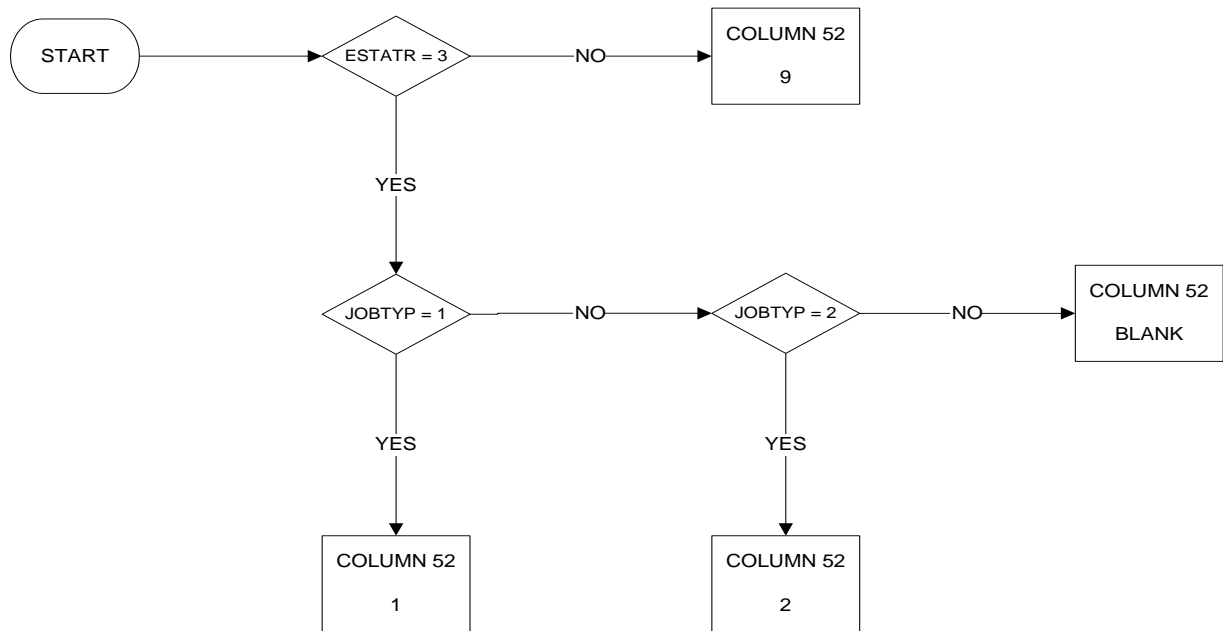 START
ESTATR = 3
NO
COLUMN 52
9
YES
JOBTYP = 1
NO
JOBTYP = 2
NO
COLUMN 52
BLANK
YES
YES
COLUMN 52
1
COLUMN 52
2